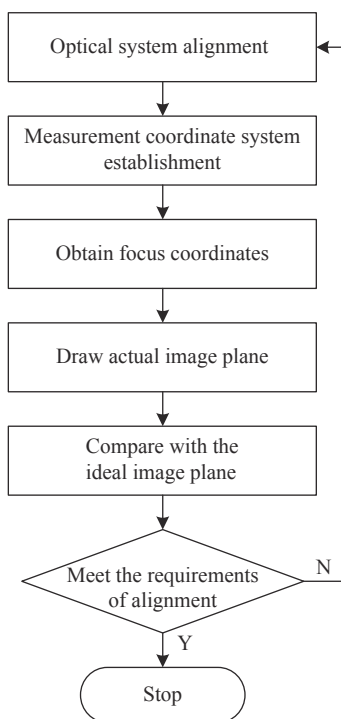 Optical system alignment
Measurement coordinate system
establishment
Obtain focus coordinates
Draw actual image plane
Compare with the
ideal image plane
Meet the requirements
of alignment
N
Y
Stop